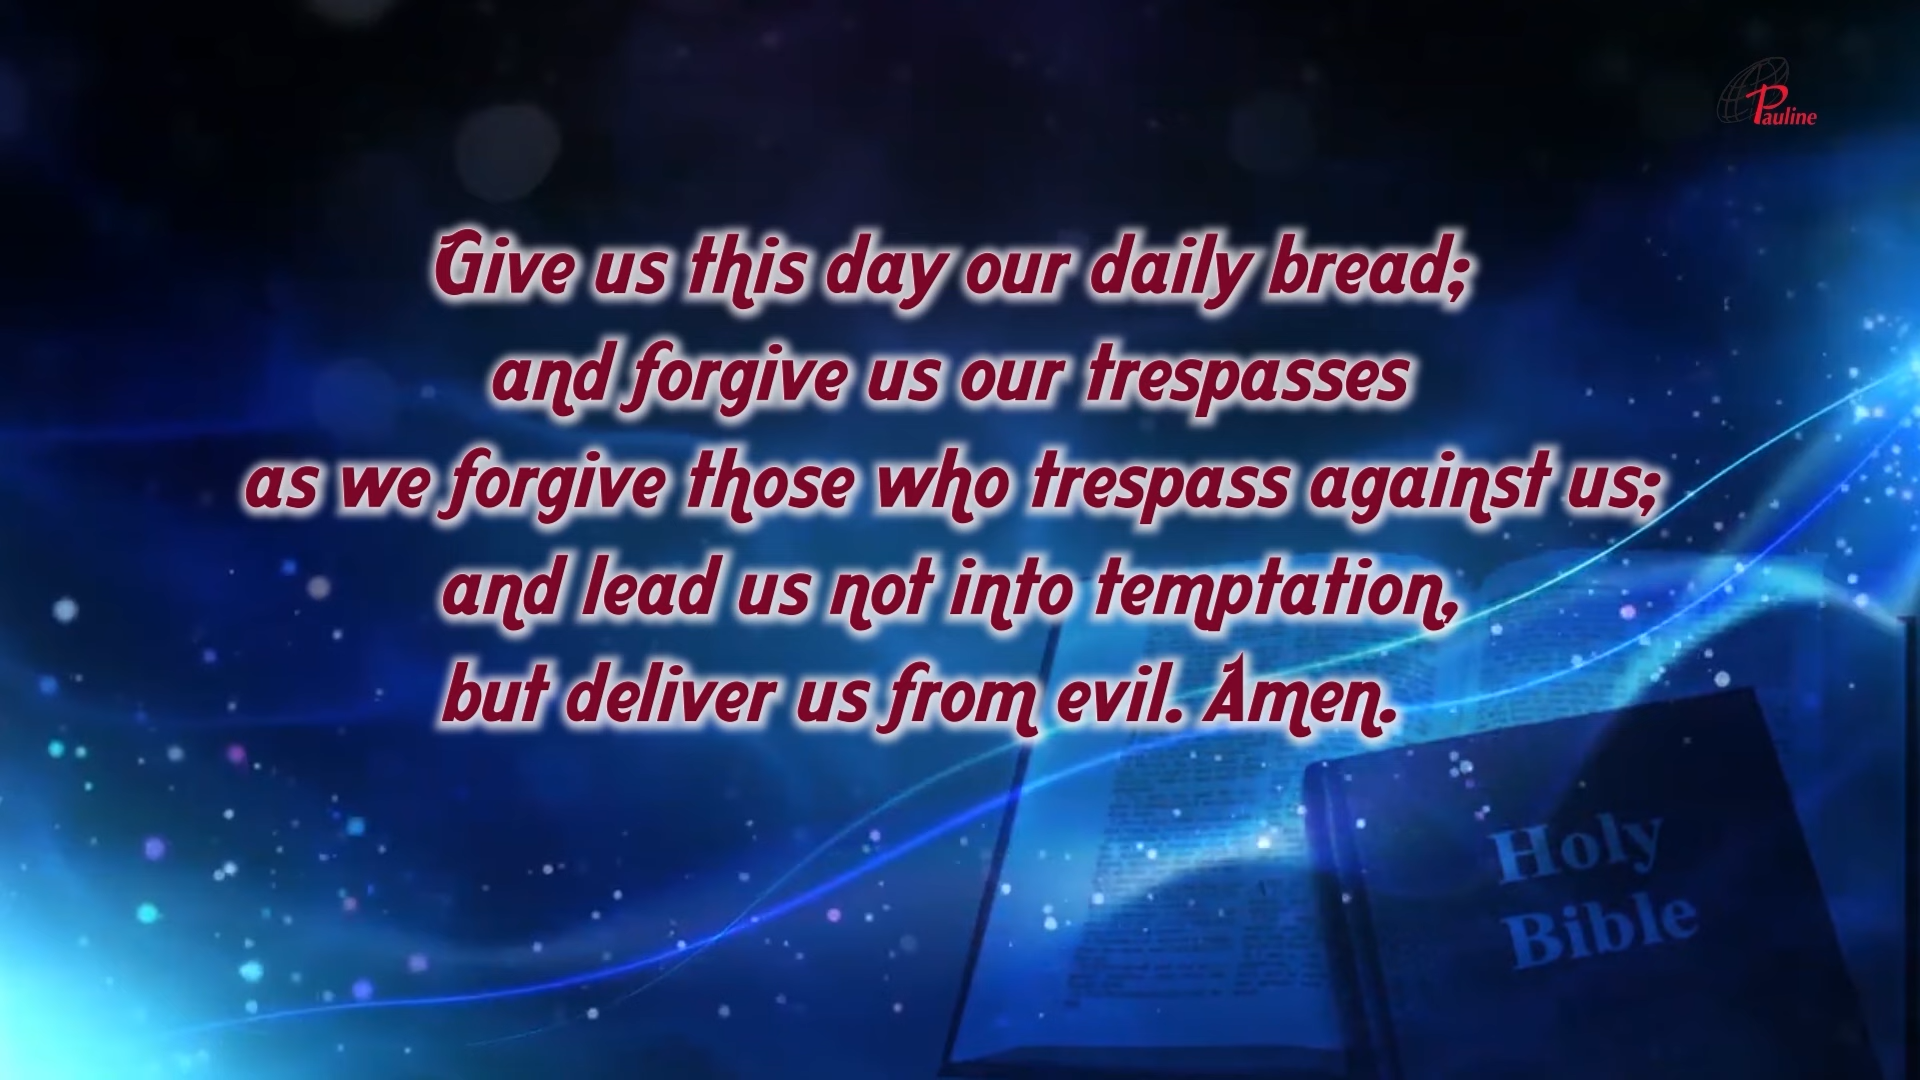 Pauline
Give us this day our daily bread;
and forgive us our trespasses
as we forgive those who trespass against us;
and lead us not into temptation,
but deliver us from evil. Amen.
Holy
Bible